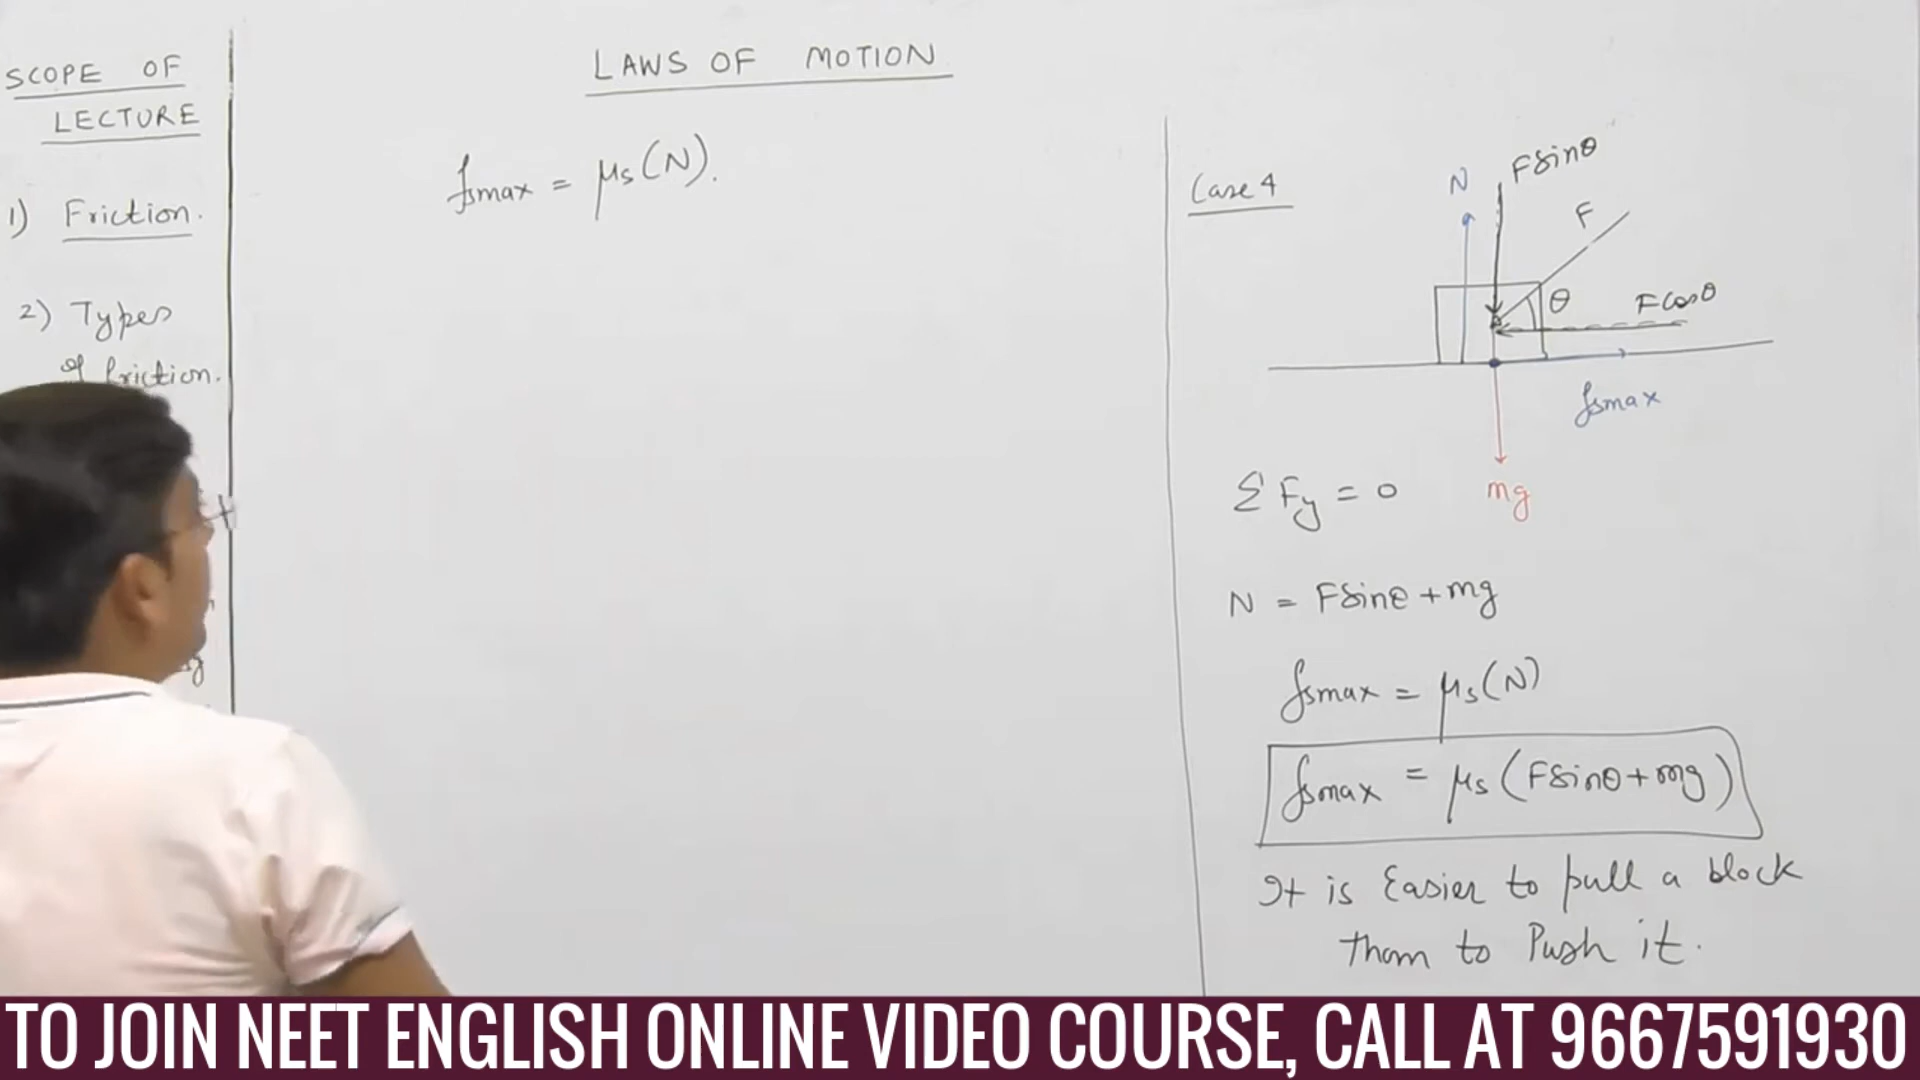 SCOPE OF
LECTURE
1) Friction.
2) Types
of friction.
LAWS OF MOTION
fsmax = μs(N).
Case 4
N
Fsinθ
F
θ
Fcosθ
fsmax
mg
ΣFy = 0
N = Fsinθ + mg
fsmax = μs(N)
fsmax = μs(Fsinθ + mg)
It is Easier to pull a block
than to Push it.
TO JOIN NEET ENGLISH ONLINE VIDEO COURSE, CALL AT 9667591930